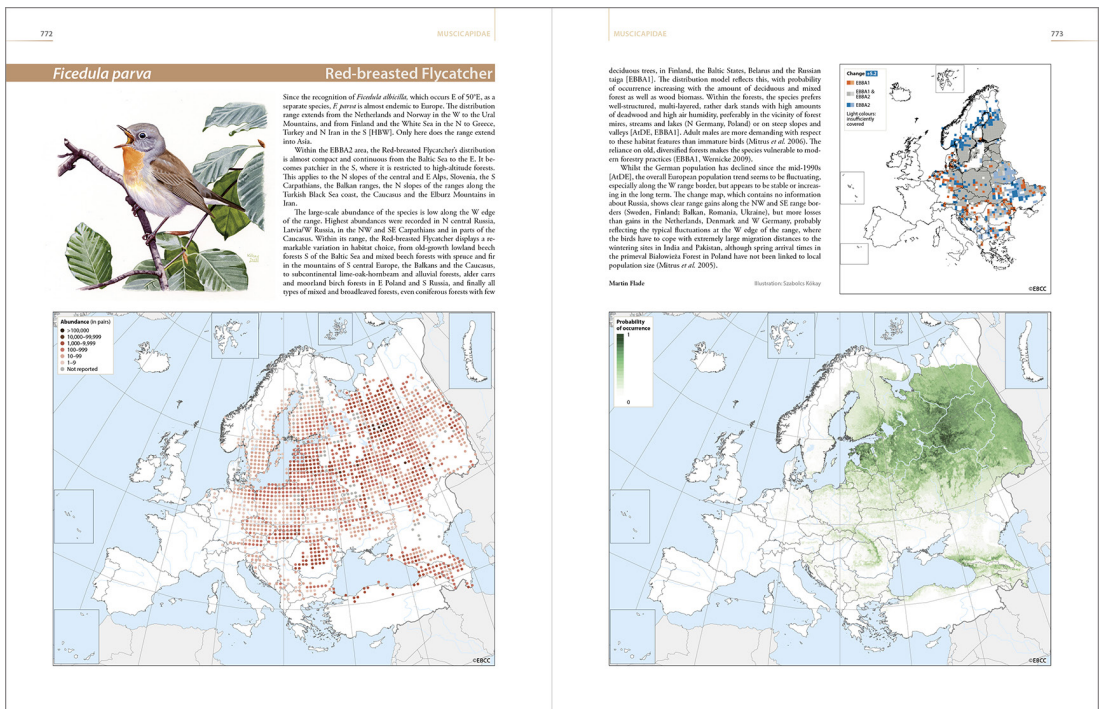 772
MUSCICAPIDAE
Ficedula parva
Red-breasted Flycatcher
Since the recognition of Ficedula albicilla, which occurs E of 50°E, as a
separate species, F. parva is almost endemic to Europe. The distribution
range extends from the Netherlands and Norway in the W to the Ural
Mountains, and from Finland and the White Sea in the N to Greece,
Turkey and N Iran in the S [HBW]. Only here does the range extend
into Asia.
Within the EBBA2 area, the Red-breasted Flycatcher's distribution
is almost compact and continuous from the Baltic Sea to the E. It be-
comes patchier in the S, where it is restricted to high-altitude forests.
This applies to the N slopes of the central and E Alps, Slovenia, the S
Carpathians, the Balkan ranges, the N slopes of the ranges along the
Turkish Black Sea coast, the Caucasus and the Elburz Mountains in
Iran.
The large-scale abundance of the species is low along the W edge
of the range. Highest abundances were recorded in N central Russia,
Latvia/W Russia, in the NW and SE Carpathians and in parts of the
Caucasus. Within its range, the Red-breasted Flycatcher displays a re-
markable variation in habitat choice, from old-growth lowland beech
forests S of the Baltic Sea and mixed beech forests with spruce and fir
in the mountains of S central Europe, the Balkans and the Caucasus,
to subcontinental lime-oak-hornbeam and alluvial forests, alder carrs
and moorland birch forests in E Poland and S Russia, and finally all
types of mixed and broadleaved forests, even coniferous forests with few
Abundance (in pairs)
>100,000
10,000–99,999
1,000–9,999
100–999
10–99
1–9
Not reported
©EBCC
MUSCICAPIDAE
773
deciduous trees, in Finland, the Baltic States, Belarus and the Russian
taiga [EBBA1]. The distribution model reflects this, with probability
of occurrence increasing with the amount of deciduous and mixed
forest as well as wood biomass. Within the forests, the species prefers
well-structured, multi-layered, rather dark stands with high amounts
of deadwood and high air humidity, preferably in the vicinity of forest
mires, streams and lakes (N Germany, Poland) or on steep slopes and
valleys [AtDE, EBBA1]. Adult males are more demanding with respect
to these habitat features than immature birds (Mitrus et al. 2006). The
reliance on old, diversified forests makes the species vulnerable to mod-
ern forestry practices (EBBA1, Wernicke 2009).
Whilst the German population has declined since the mid-1990s
[AtDE], the overall European population trend seems to be fluctuating,
especially along the W range border, but appears to be stable or increas-
ing in the long term. The change map, which contains no information
about Russia, shows clear range gains along the NW and SE range bor-
ders (Sweden, Finland; Balkan, Romania, Ukraine), but more losses
than gains in the Netherlands, Denmark and W Germany, probably
reflecting the typical fluctuations at the W edge of the range, where
the birds have to cope with extremely large migration distances to the
wintering sites in India and Pakistan, although spring arrival times in
the primeval Białowieża Forest in Poland have not been linked to local
population size (Mitrus et al. 2005).
Martin Flade
Illustration: Szabolcs Kókay
Change
EBBA1
EBBA1 &
EBBA2
EBBA2
Light colours:
insufficiently
covered
©EBCC
Probability
of occurrence
1
0
©EBCC